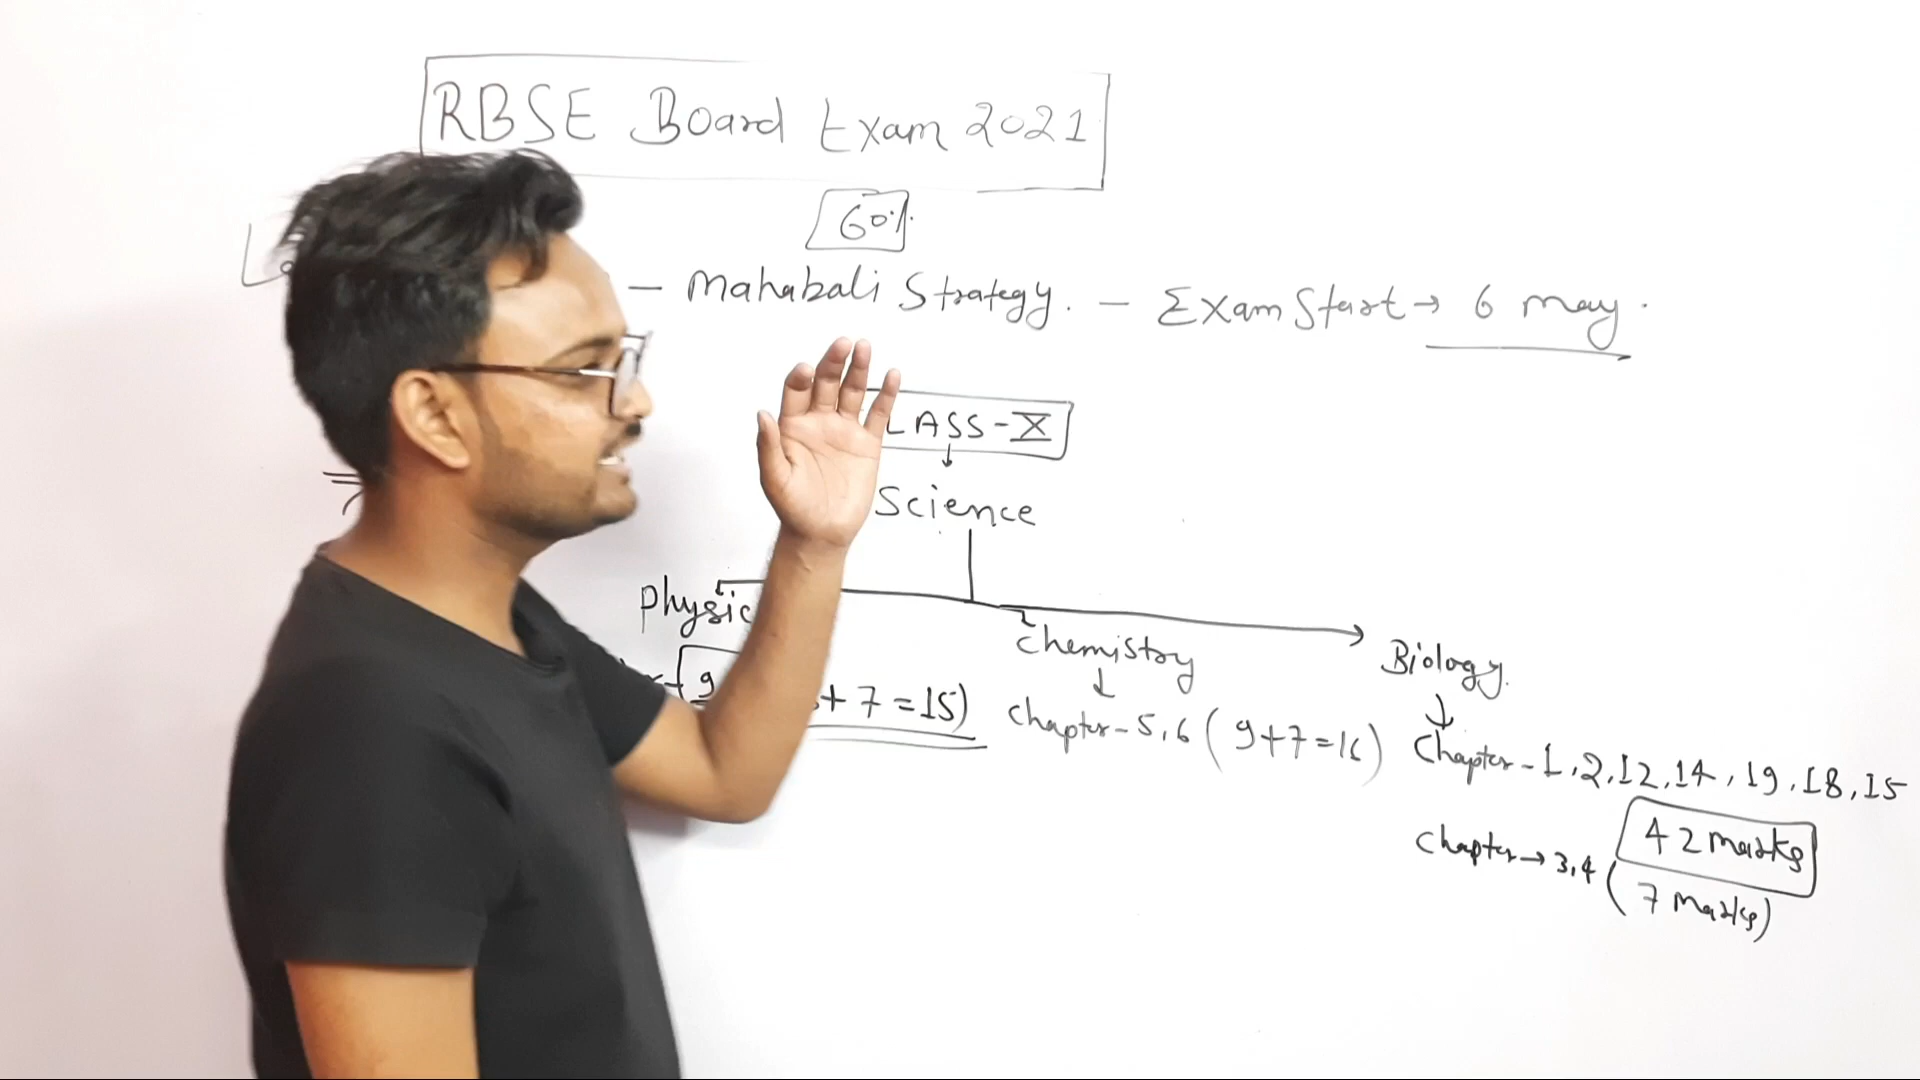 RBSE Board Exam 2021
60%
- Mahabali Strategy. - Exam Start → 6 may.
LASS-X
Science
Physic
Chemistry
Biology.
9 + 7 = 15)
Chapter-5,6 (9+7=16)
Chapter-1,2,12,14,19,18,15
42 marks
Chapter→3,4 (7 marks)